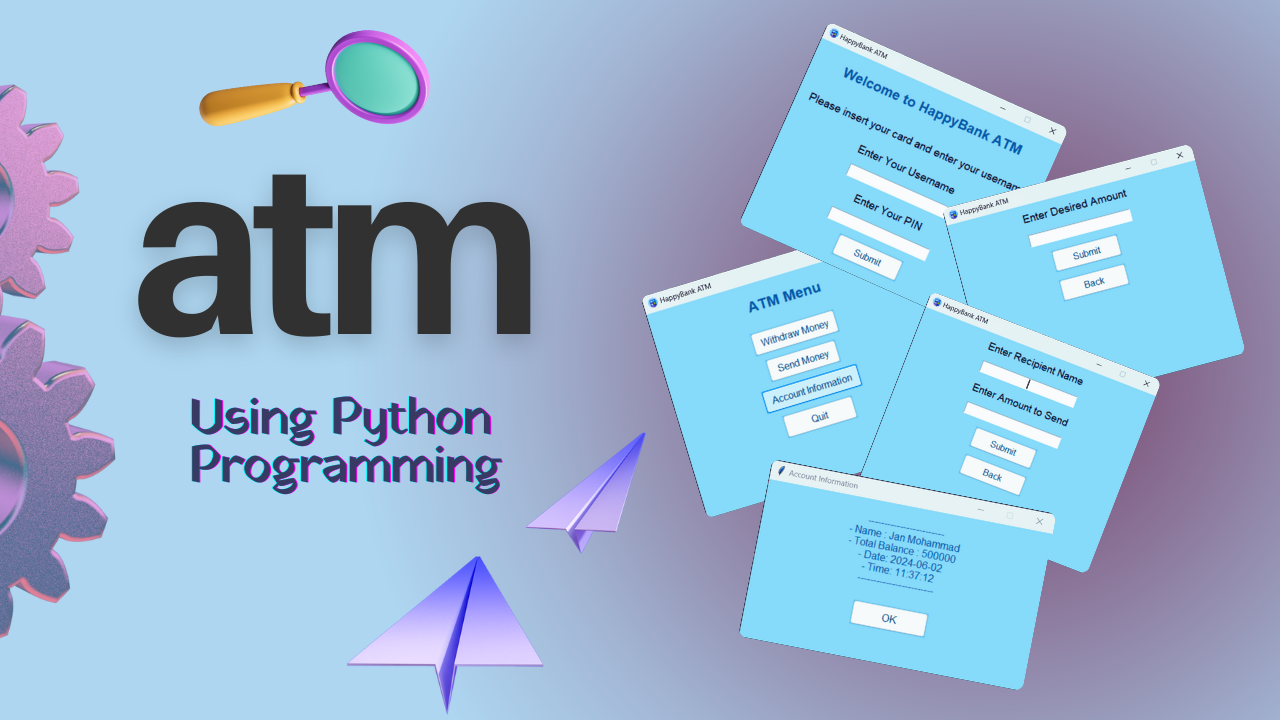 atm
Using Python
Programming
HappyBank ATM
Welcome to HappyBank ATM
Please insert your card and enter your usernam
Enter Your Username
Enter Your PIN
Submit
HappyBank ATM
Enter Desired Amount
Submit
Back
HappyBank ATM
ATM Menu
Withdraw Money
Send Money
Account Information
Quit
HappyBank ATM
Enter Recipient Name
Enter Amount to Send
Submit
Back
Account Information
- Name : Jan Mohammad
- Total Balance : 500000
- Date: 2024-06-02
- Time: 11:37:12
OK